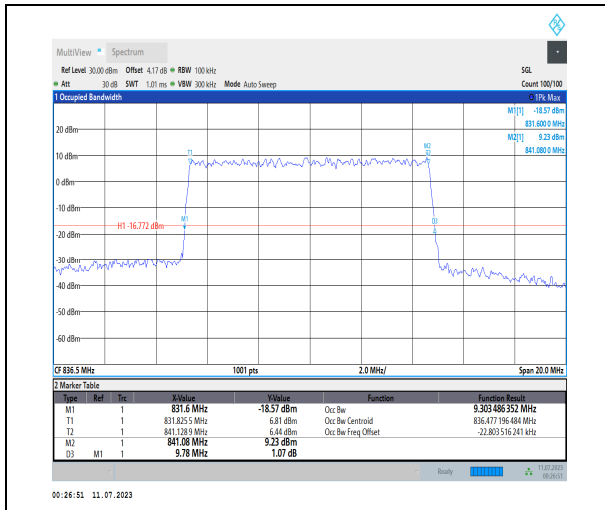 MultiView Spectrum
Ref Level 30.00 dBm Offset 4.17 dB RBW 100 kHz SGL
Att 30 dB SWT 1.01 ms VBW 300 kHz Mode Auto Sweep Count 100/100
1 Occupied Bandwidth 1Pk Max
M1[1] -18.57 dBm
831.600 0 MHz
M2[1] 9.23 dBm
841.080 0 MHz
20 dBm
M2
T1
10 dBm
0 dBm
-10 dBm
M1
D3
H1 -16.772 dBm
-20 dBm
-30 dBm
-40 dBm
-50 dBm
-60 dBm
CF 836.5 MHz 1001 pts 2.0 MHz/ Span 20.0 MHz
2 Marker Table
Type Ref Trc X-Value Y-Value Function Function Result
M1 1 831.6 MHz -18.57 dBm Occ Bw 9.303 486 352 MHz
T1 1 831.825 5 MHz 6.81 dBm Occ Bw Centroid 836.477 196 484 MHz
T2 1 841.128 9 MHz 6.44 dBm Occ Bw Freq Offset -22.803 516 241 kHz
M2 1 841.08 MHz 9.23 dBm
D3 M1 1 9.78 MHz 1.07 dB
Ready 11.07.2023
00:26:51
00:26:51 11.07.2023